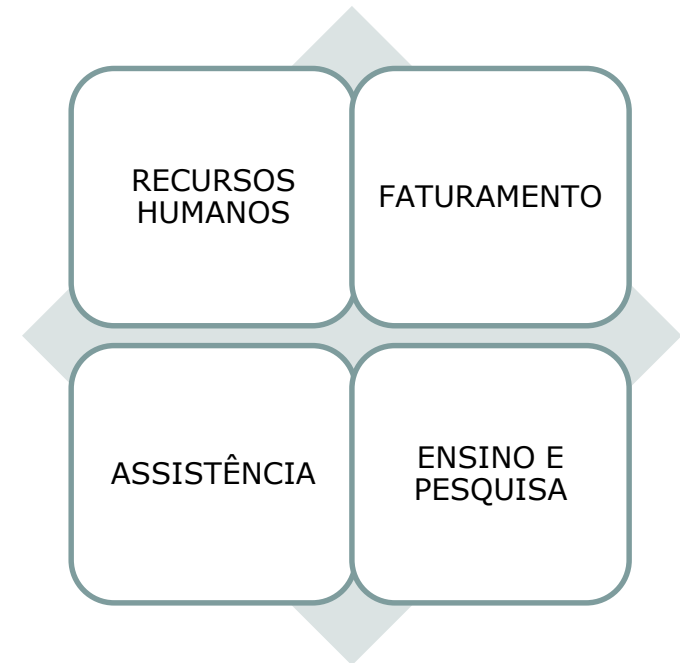 RECURSOS
HUMANOS
FATURAMENTO
ASSISTÊNCIA
ENSINO E
PESQUISA